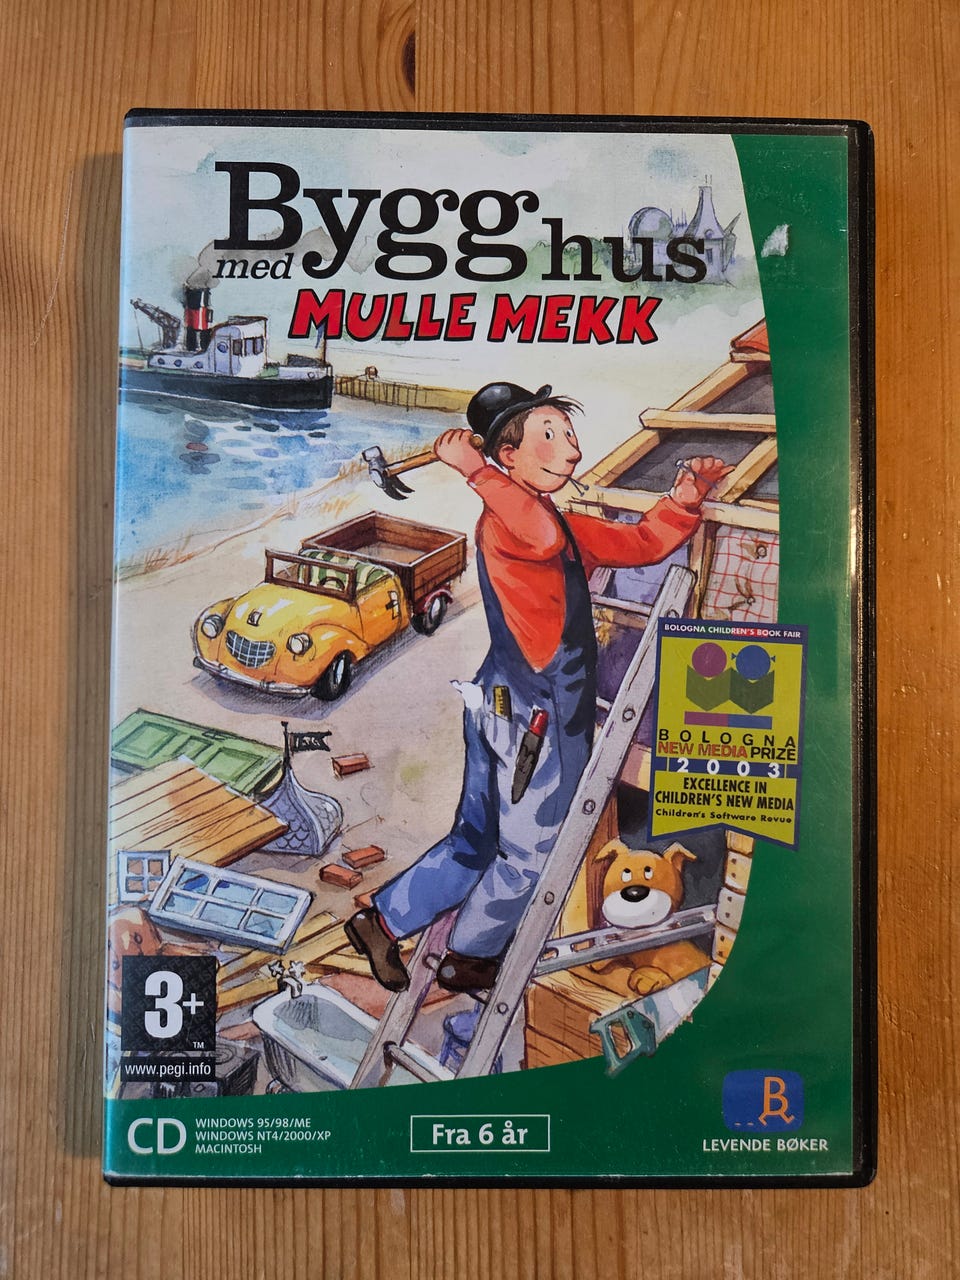 Bygg hus
med
MULLE MEKK
BOLOGNA CHILDREN'S BOOK FAIR
BOLOGNA
NEW MEDIA PRIZE
2003
EXCELLENCE IN
CHILDREN'S NEW MEDIA
Children's Software Revue
3+
TM
www.pegi.info
CD
WINDOWS 95/98/ME
WINDOWS NT4/2000/XP
MACINTOSH
Fra 6 år
B
LEVENDE BØKER